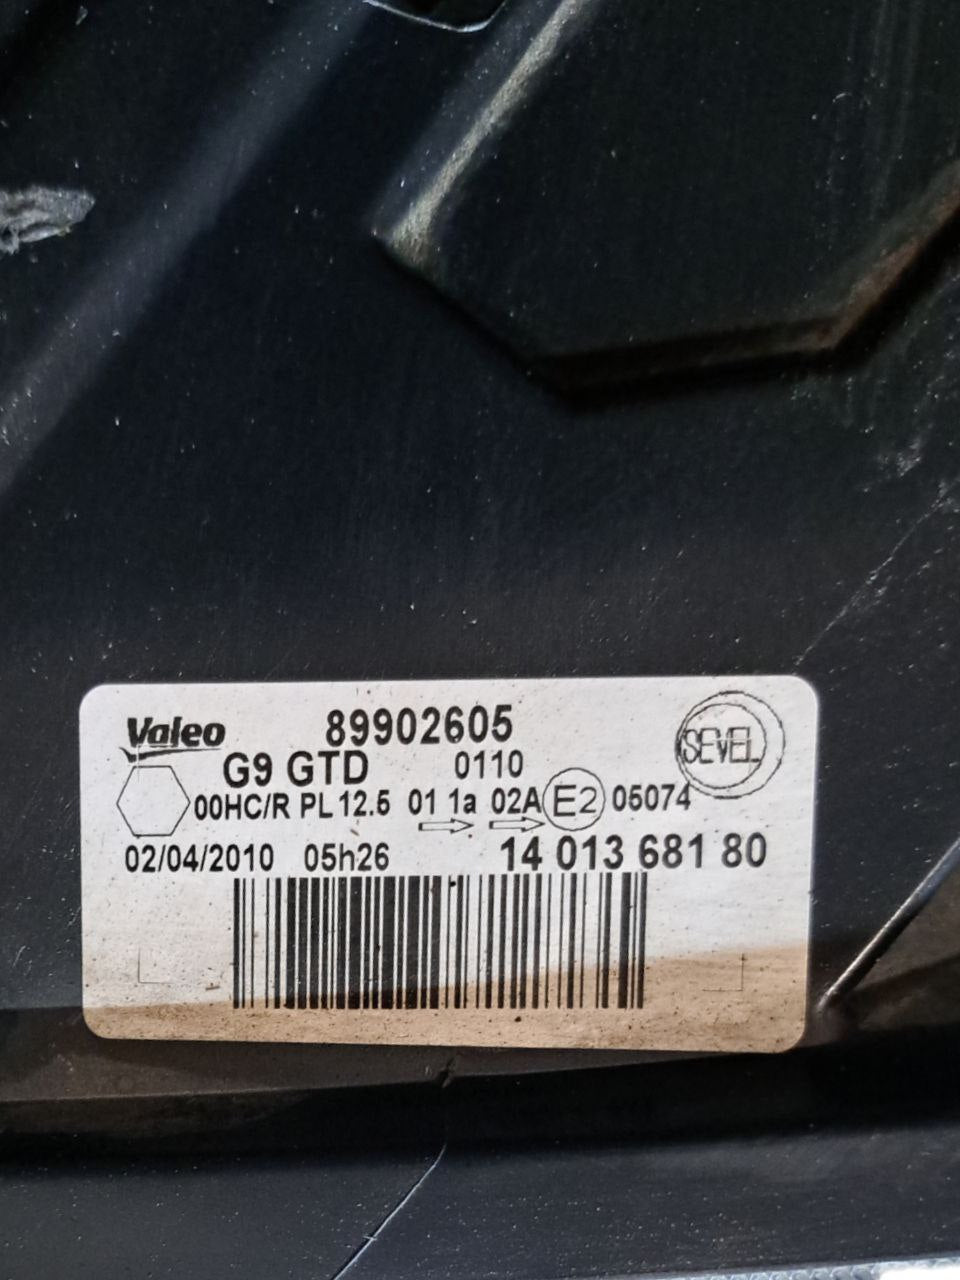 Valeo 89902605 SEVEL
G9 GTD 0110
00HC/R PL 12.5 01 1a 02A E2 05074
02/04/2010 05h26 14 013 681 80